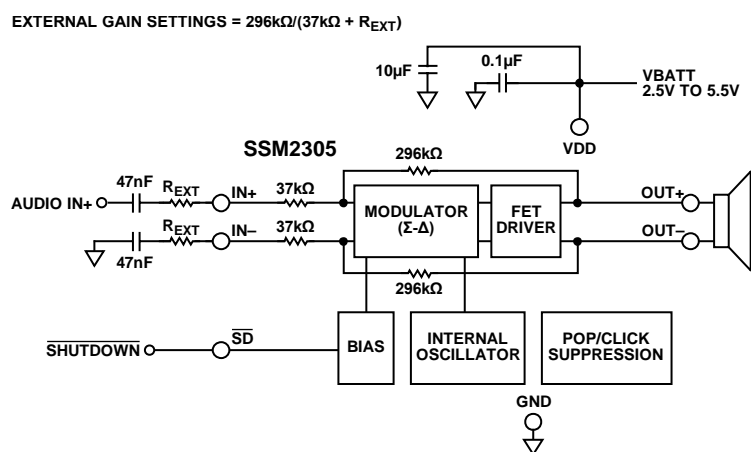 EXTERNAL GAIN SETTINGS = 296kΩ/(37kΩ + REXT)
10µF
0.1µF
VBATT
2.5V TO 5.5V
VDD
SSM2305
296kΩ
47nF
REXT
IN+
37kΩ
AUDIO IN+
MODULATOR
(Σ-Δ)
FET
DRIVER
OUT+
REXT
IN–
37kΩ
OUT–
47nF
296kΩ
SHUTDOWN
SD
BIAS
INTERNAL
OSCILLATOR
POP/CLICK
SUPPRESSION
GND